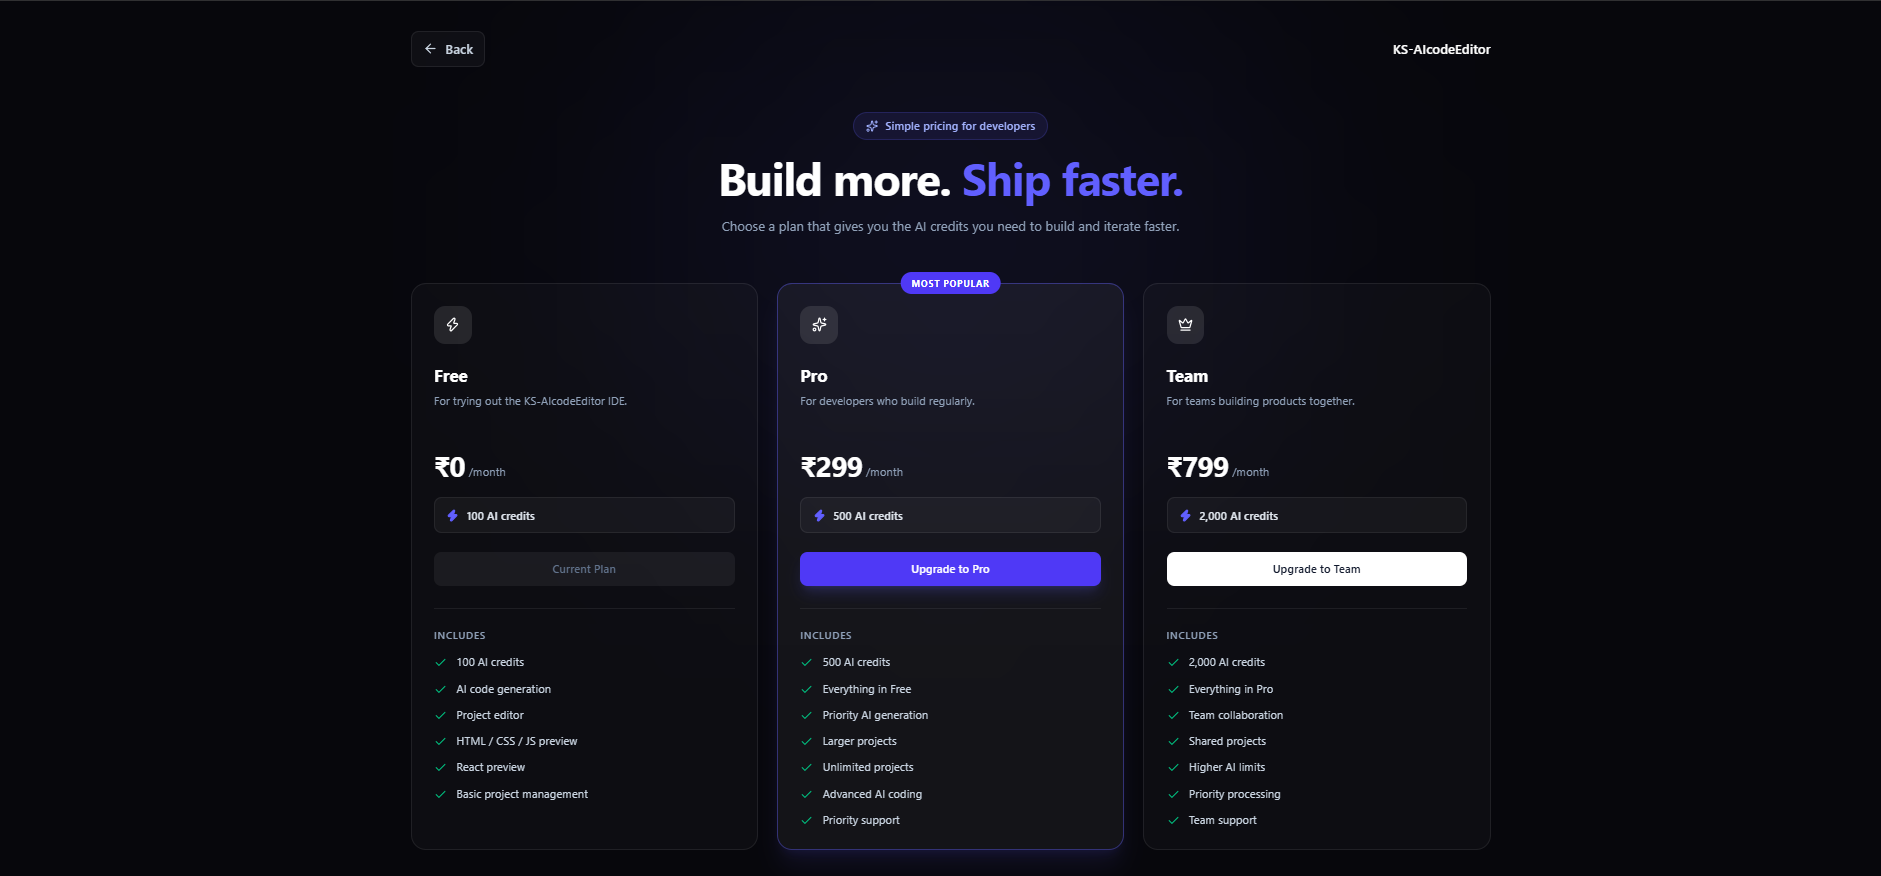 Back
KS-AIcodeEditor
Simple pricing for developers
Build more. Ship faster.
Choose a plan that gives you the AI credits you need to build and iterate faster.
Free
For trying out the KS-AIcodeEditor IDE.
₹0 /month
100 AI credits
Current Plan
INCLUDES
100 AI credits
AI code generation
Project editor
HTML / CSS / JS preview
React preview
Basic project management
MOST POPULAR
Pro
For developers who build regularly.
₹299 /month
500 AI credits
Upgrade to Pro
INCLUDES
500 AI credits
Everything in Free
Priority AI generation
Larger projects
Unlimited projects
Advanced AI coding
Priority support
Team
For teams building products together.
₹799 /month
2,000 AI credits
Upgrade to Team
INCLUDES
2,000 AI credits
Everything in Pro
Team collaboration
Shared projects
Higher AI limits
Priority processing
Team support